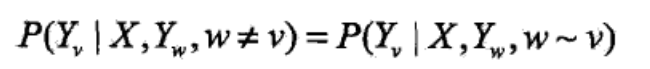 P(Y_v | X, Y_w, w ≠ v) = P(Y_v | X, Y_w, w ~ v)